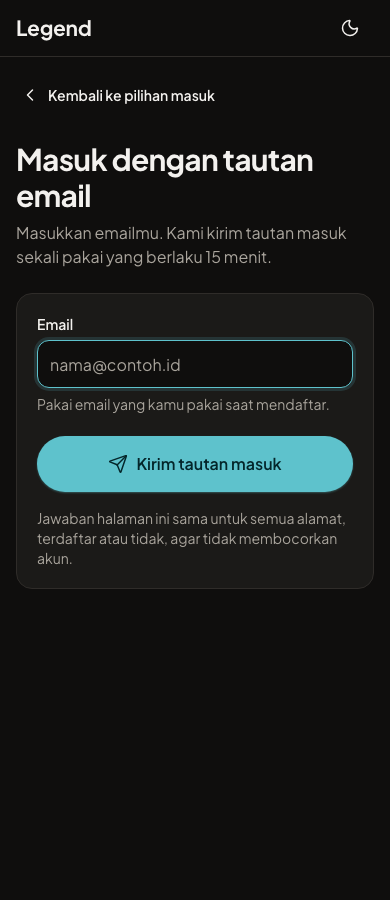 Legend
Kembali ke pilihan masuk
Masuk dengan tautan
email
Masukkan emailmu. Kami kirim tautan masuk
sekali pakai yang berlaku 15 menit.
Email
nama@contoh.id
Pakai email yang kamu pakai saat mendaftar.
Kirim tautan masuk
Jawaban halaman ini sama untuk semua alamat,
terdaftar atau tidak, agar tidak membocorkan
akun.